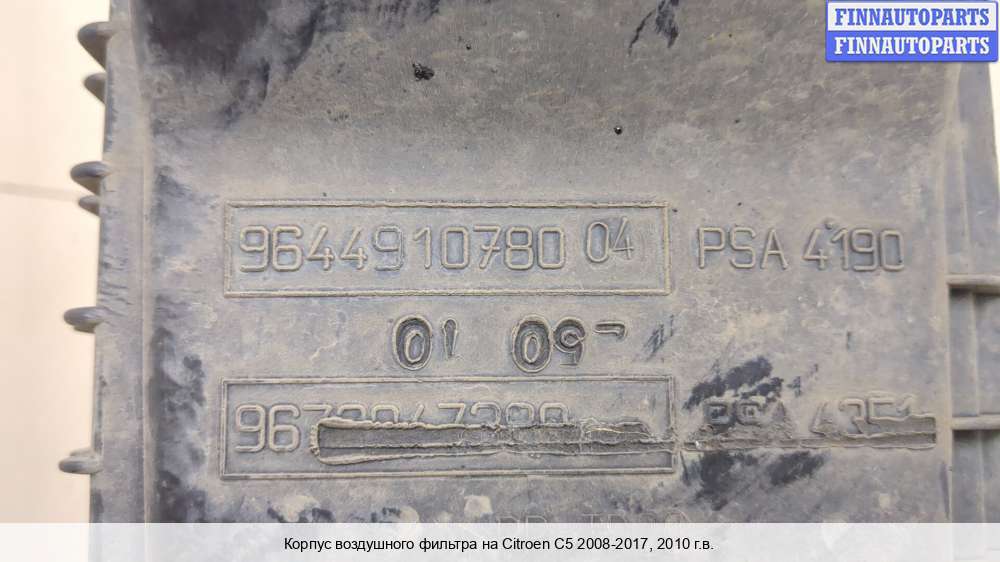 FINNAUTOPARTS
FINNAUTOPARTS
9644910780 04 PSA 4190
01 09
Корпус воздушного фильтра на Citroen C5 2008-2017, 2010 г.в.